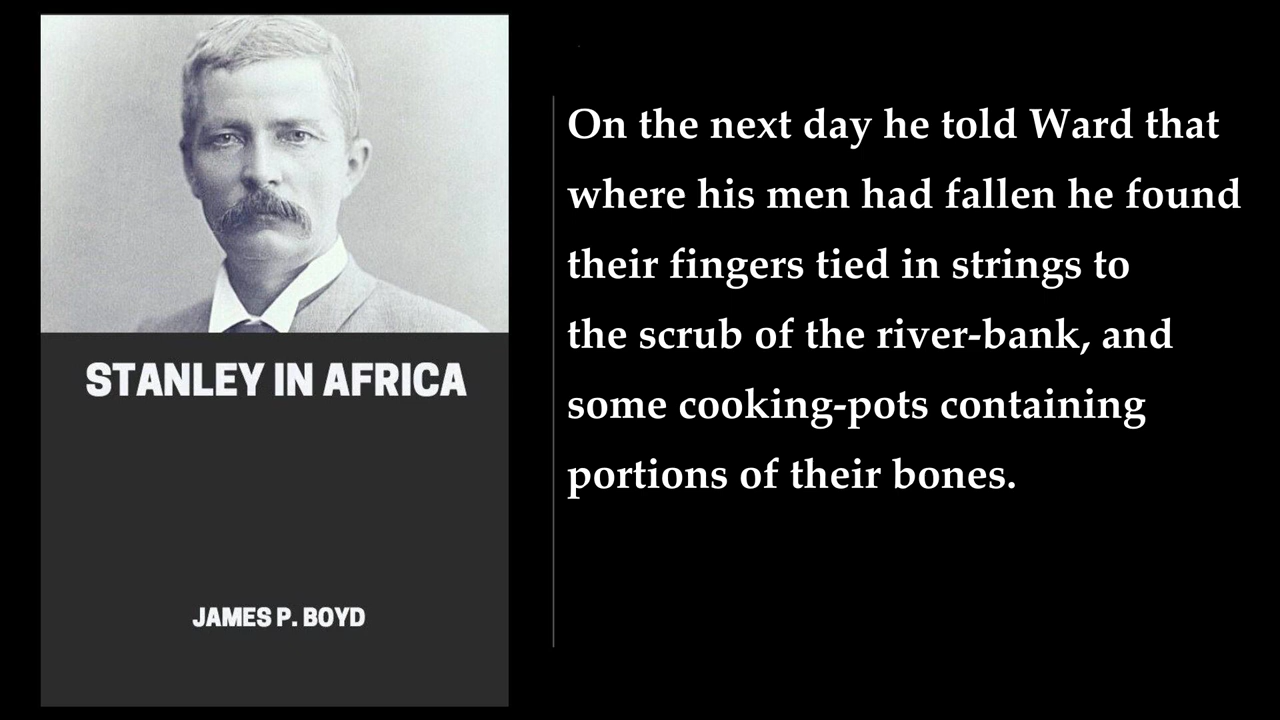 STANLEY IN AFRICA
JAMES P. BOYD
On the next day he told Ward that
where his men had fallen he found
their fingers tied in strings to
the scrub of the river-bank, and
some cooking-pots containing
portions of their bones.